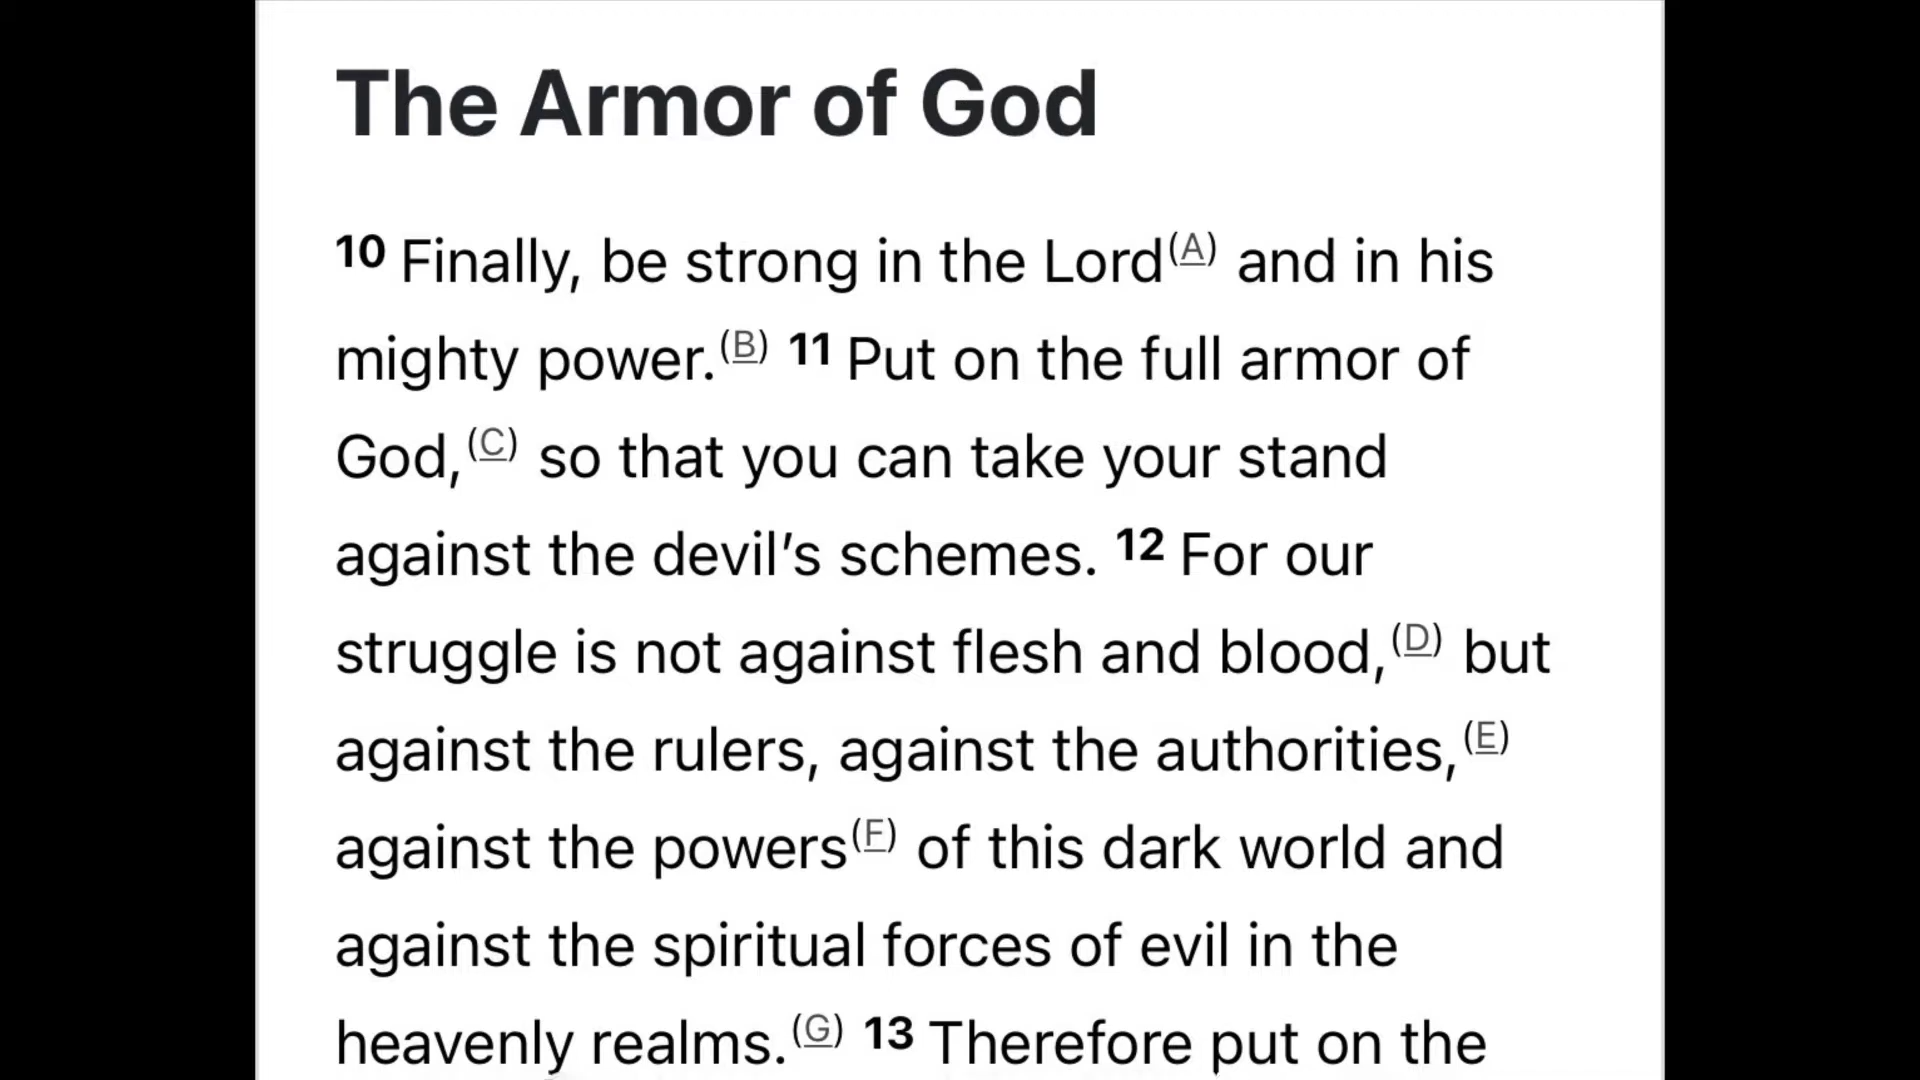 The Armor of God
10 Finally, be strong in the Lord(A) and in his
mighty power.(B) 11 Put on the full armor of
God,(C) so that you can take your stand
against the devil’s schemes. 12 For our
struggle is not against flesh and blood,(D) but
against the rulers, against the authorities,(E)
against the powers(F) of this dark world and
against the spiritual forces of evil in the
heavenly realms.(G) 13 Therefore put on the